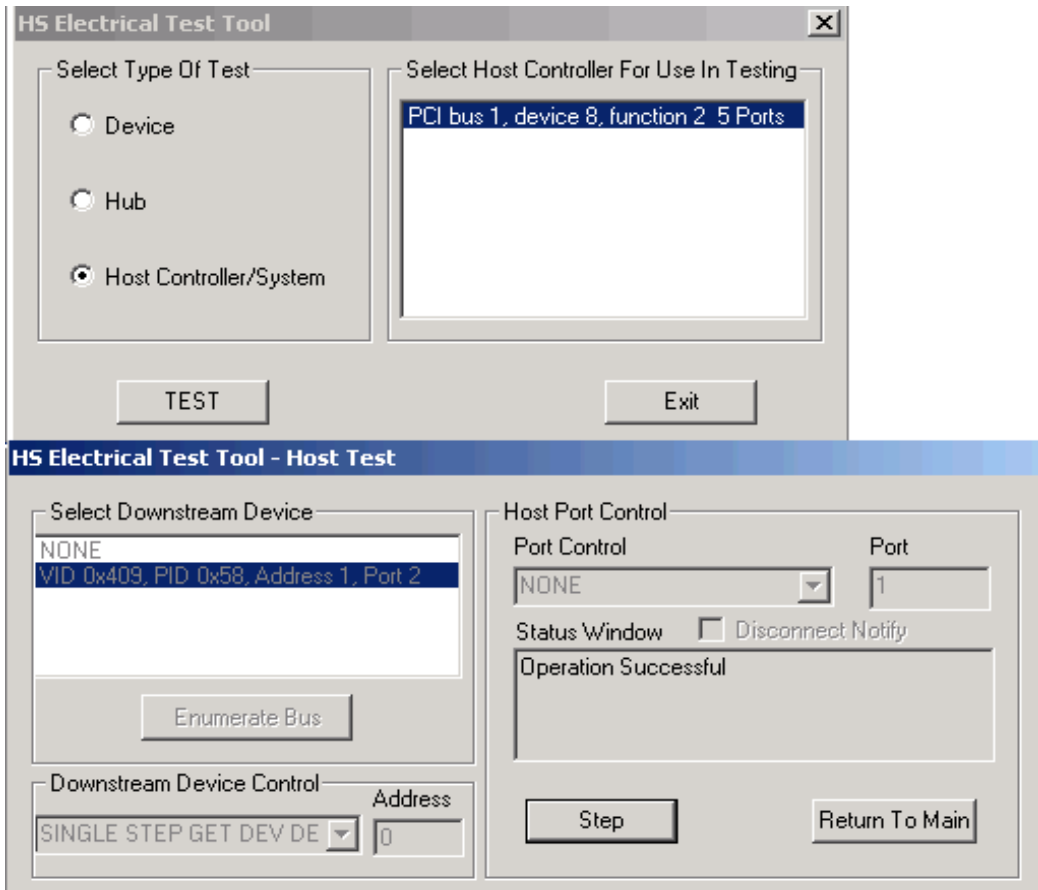 HS Electrical Test Tool
Select Type Of Test
Device
Hub
Host Controller/System
Select Host Controller For Use In Testing
PCI bus 1, device 8, function 2 5 Ports
TEST
Exit
HS Electrical Test Tool - Host Test
Select Downstream Device
NONE
VID 0x409, PID 0x58, Address 1, Port 2
Enumerate Bus
Downstream Device Control
Address
SINGLE STEP GET DEV DE
0
Host Port Control
Port Control
Port
NONE
1
Status Window
Disconnect Notify
Operation Successful
Step
Return To Main